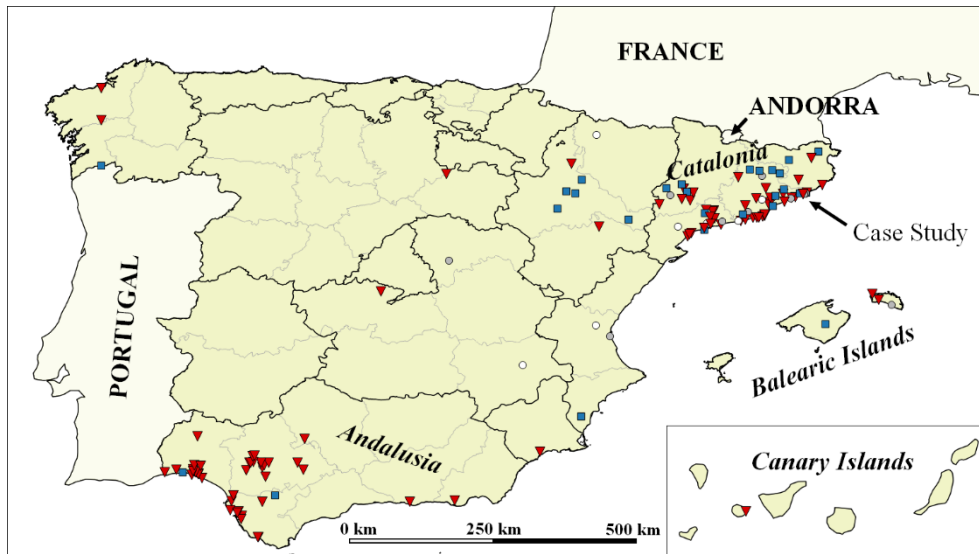 FRANCE
ANDORRA
Catalonia
Case Study
PORTUGAL
Balearic Islands
Andalusia
Canary Islands
0 km 250 km 500 km